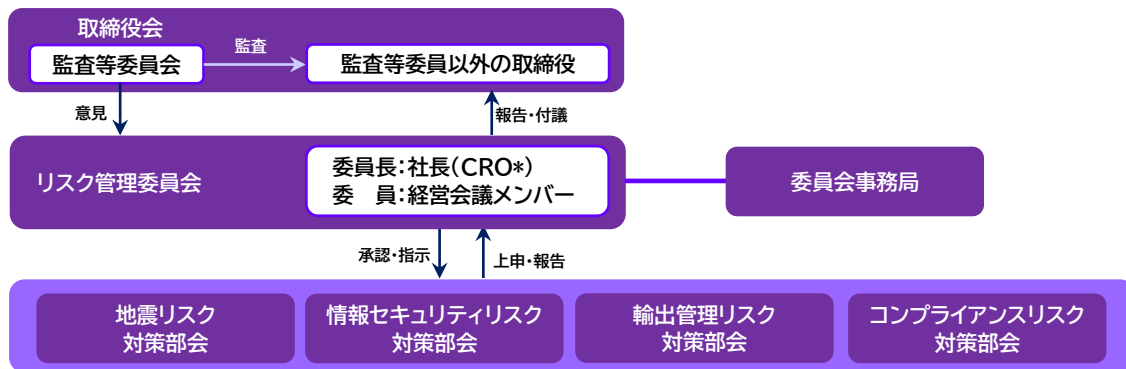 取締役会
監査等委員会
監査
監査等委員以外の取締役
意見
報告・付議
リスク管理委員会
委員長：社長（CRO*）
委　員：経営会議メンバー
委員会事務局
承認・指示
上申・報告
地震リスク
対策部会
情報セキュリティリスク
対策部会
輸出管理リスク
対策部会
コンプライアンスリスク
対策部会